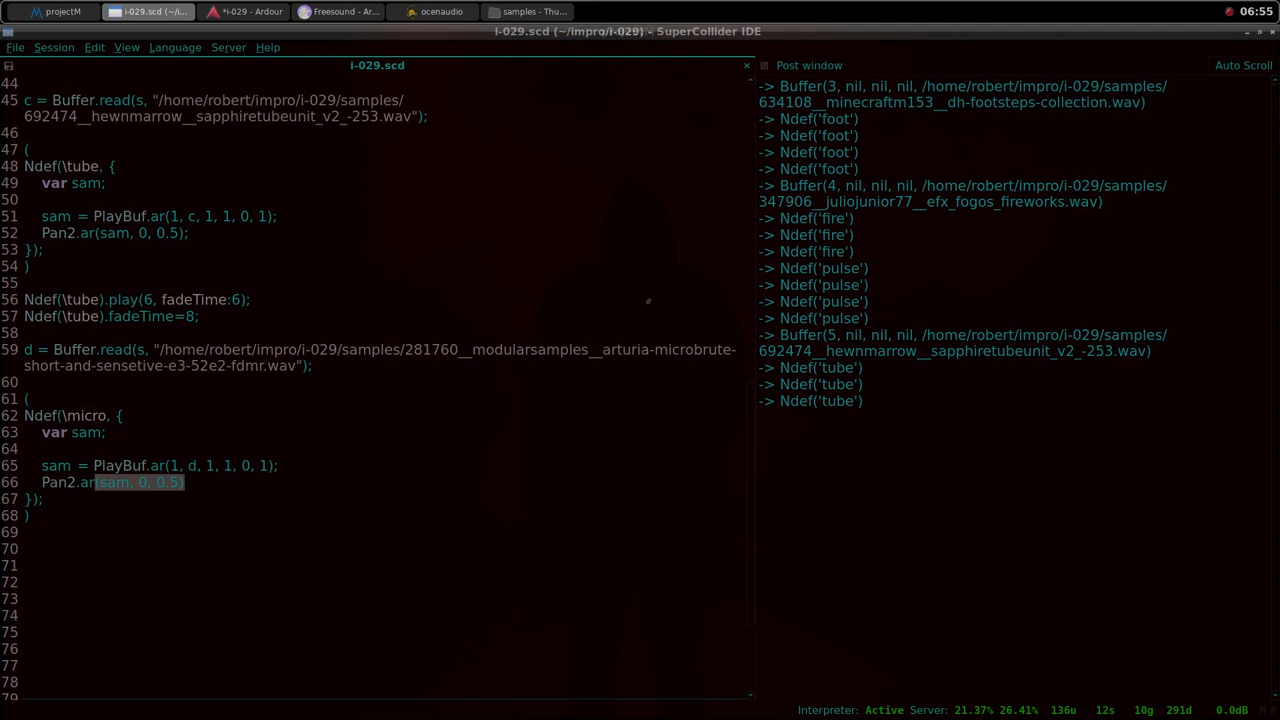 projectM
i-029.scd (~/i...
*i-029 - Ardour
Freesound - Ar...
ocenaudio
samples - Thu...
06:55
i-029.scd (~/impro/i-029) - SuperCollider IDE
File Session Edit View Language Server Help
i-029.scd
44
45 c = Buffer.read(s, "/home/robert/impro/i-029/samples/
692474__hewnmarrow__sapphiretubeunit_v2_-253.wav");
46
47 (
48 Ndef(\tube, {
49 var sam;
50
51 sam = PlayBuf.ar(1, c, 1, 1, 0, 1);
52 Pan2.ar(sam, 0, 0.5);
53 });
54 )
55
56 Ndef(\tube).play(6, fadeTime:6);
57 Ndef(\tube).fadeTime=8;
58
59 d = Buffer.read(s, "/home/robert/impro/i-029/samples/281760__modularsamples__arturia-microbrute-
short-and-sensetive-e3-52e2-fdmr.wav");
60
61 (
62 Ndef(\micro, {
63 var sam;
64
65 sam = PlayBuf.ar(1, d, 1, 1, 0, 1);
66 Pan2.ar(sam, 0, 0.5)
67 });
68 )
69
70
71
72
73
74
75
76
77
78
79
Post window Auto Scroll
-> Buffer(3, nil, nil, nil, /home/robert/impro/i-029/samples/
634108__minecraftm153__dh-footsteps-collection.wav)
-> Ndef('foot')
-> Ndef('foot')
-> Ndef('foot')
-> Ndef('foot')
-> Buffer(4, nil, nil, nil, /home/robert/impro/i-029/samples/
347906__juliojunior77__efx_fogos_fireworks.wav)
-> Ndef('fire')
-> Ndef('fire')
-> Ndef('fire')
-> Ndef('pulse')
-> Ndef('pulse')
-> Ndef('pulse')
-> Ndef('pulse')
-> Buffer(5, nil, nil, nil, /home/robert/impro/i-029/samples/
692474__hewnmarrow__sapphiretubeunit_v2_-253.wav)
-> Ndef('tube')
-> Ndef('tube')
-> Ndef('tube')
Interpreter: Active Server: 21.37% 26.41% 136u 12s 10g 291d 0.0dB